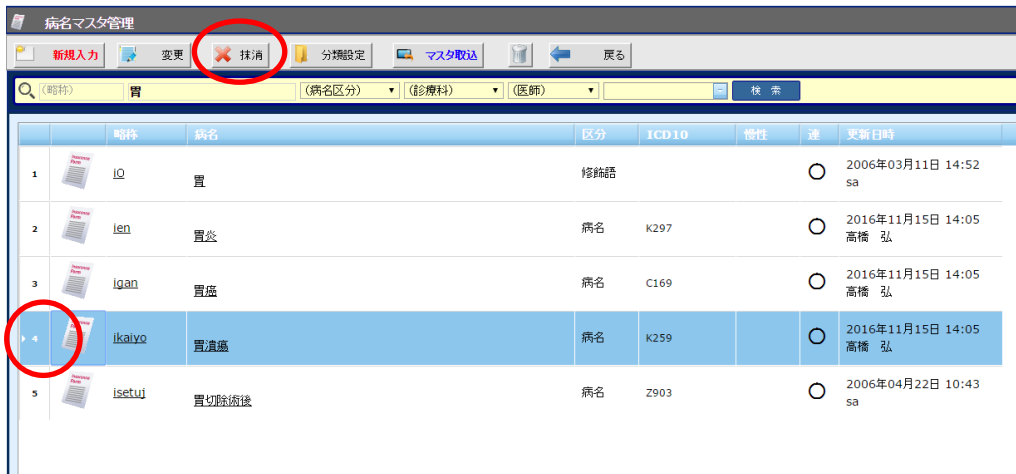 病名マスタ管理
新規入力 変更 抹消 分類設定 マスタ取込 戻る
(略称) 胃 (病名区分) (診療科) (医師) 検 索
略称 病名 区分 ICD10 慢性 連 更新日時
1 iO 胃 修飾語 2006年03月11日 14:52
sa
2 ien 胃炎 病名 K297 2016年11月15日 14:05
高橋 弘
3 igan 胃癌 病名 C169 2016年11月15日 14:05
高橋 弘
4 ikaiyo 胃潰瘍 病名 K259 2016年11月15日 14:05
高橋 弘
5 isetuj 胃切除術後 病名 Z903 2006年04月22日 10:43
sa